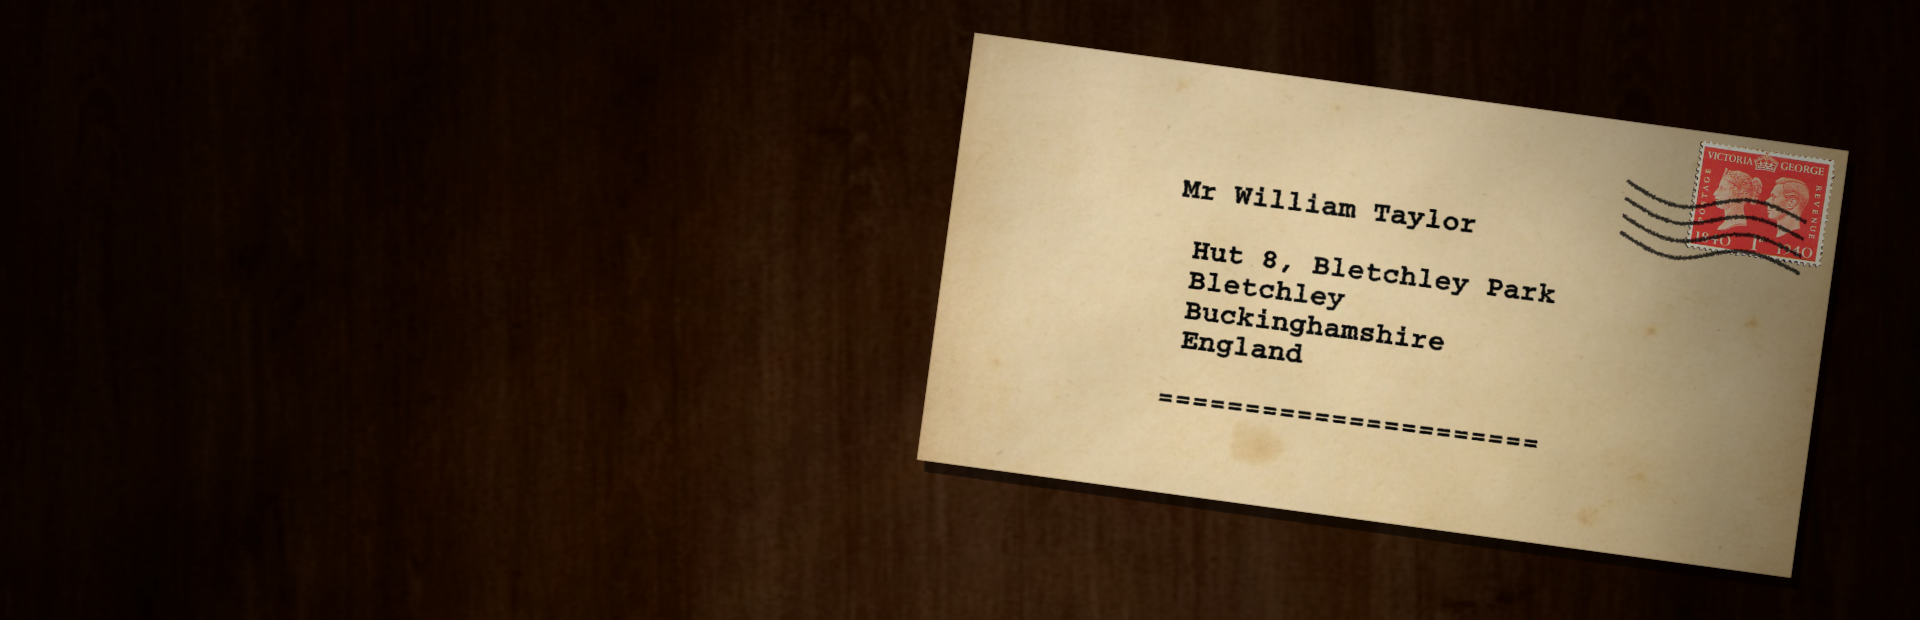 Mr William Taylor
Hut 8, Bletchley Park
Bletchley
Buckinghamshire
England
======================
VICTORIA GEORGE
POSTAGE
REVENUE
1840 1D 1940